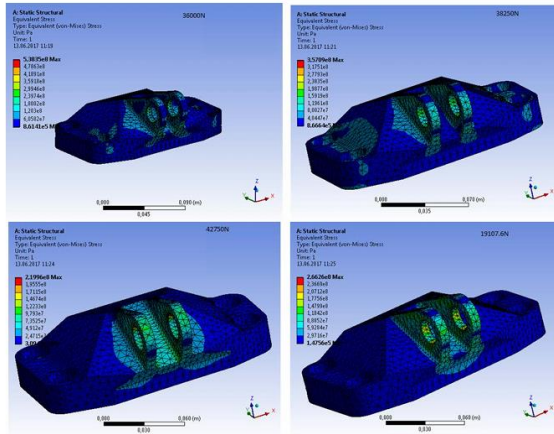 A: Static Structural
36000N
Equivalent Stress
Type: Equivalent (von-Mises) Stress
Unit: Pa
Time: 1
13.06.2017 11:18
5.3835e8 Max
4.7863e8
4.1891e8
3.5918e8
2.9946e8
2.3974e8
1.8002e8
1.203e8
6.0582e7
8.6141e5 M
0,000
0,090 (m)
0,045
X
Y
Z
A: Static Structural
38250N
Equivalent Stress
Type: Equivalent (von-Mises) Stress
Unit: Pa
Time: 1
13.06.2017 11:21
3.5709e8 Max
3.1751e8
2.7793e8
2.3835e8
1.9877e8
1.5919e8
1.1961e8
8.0027e7
4.0447e7
8.6664e5 M
0,000
0,070 (m)
0,035
X
Z
A: Static Structural
42750N
Equivalent Stress
Type: Equivalent (von-Mises) Stress
Unit: Pa
Time: 1
13.06.2017 11:24
2.1996e8 Max
1.9555e8
1.7115e8
1.4674e8
1.2233e8
9.793e7
7.3525e7
4.912e7
2.4715e7
0,000
0,060 (m)
0,030
X
Z
A: Static Structural
19107.6N
Equivalent Stress
Type: Equivalent (von-Mises) Stress
Unit: Pa
Time: 1
13.06.2017 11:25
2.6626e8 Max
2.3669e8
2.0712e8
1.7756e8
1.4799e8
1.1842e8
8.8852e7
5.9284e7
2.9716e7
1.4756e5 M
0,000
0,060 (m)
0,030
X
Z